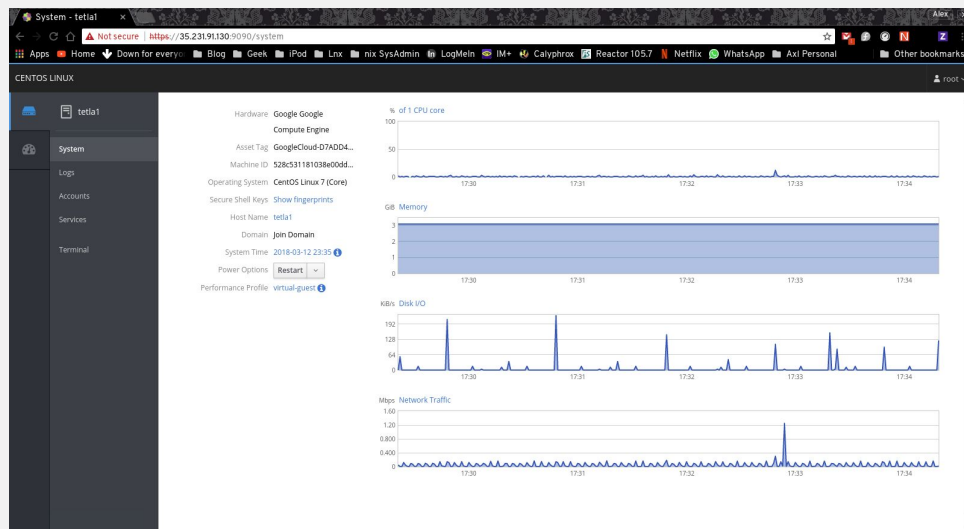 System - tetla1
Alex
Not secure | https://35.231.91.130:9090/system
Apps Home Down for everyo Blog Geek iPod Lnx nix SysAdmin LogMeIn IM+ Calyphrox Reactor 105.7 Netflix WhatsApp Axl Personal Other bookmarks
CENTOS LINUX
root
tetla1
System
Logs
Accounts
Services
Terminal
Hardware Google Google
Compute Engine
Asset Tag GoogleCloud-D7ADD4...
Machine ID 528c531181038e00dd...
Operating System CentOS Linux 7 (Core)
Secure Shell Keys Show fingerprints
Host Name tetla1
Domain Join Domain
System Time 2018-03-12 23:35
Power Options Restart
Performance Profile virtual-guest
% of 1 CPU core
100
50
0
17:30 17:31 17:32 17:33 17:34
GiB Memory
3
2
1
0
17:30 17:31 17:32 17:33 17:34
KiB/s Disk I/O
192
128
64
0
17:30 17:31 17:32 17:33 17:34
Mbps Network Traffic
1.60
1.20
0.800
0.400
0
17:30 17:31 17:32 17:33 17:34